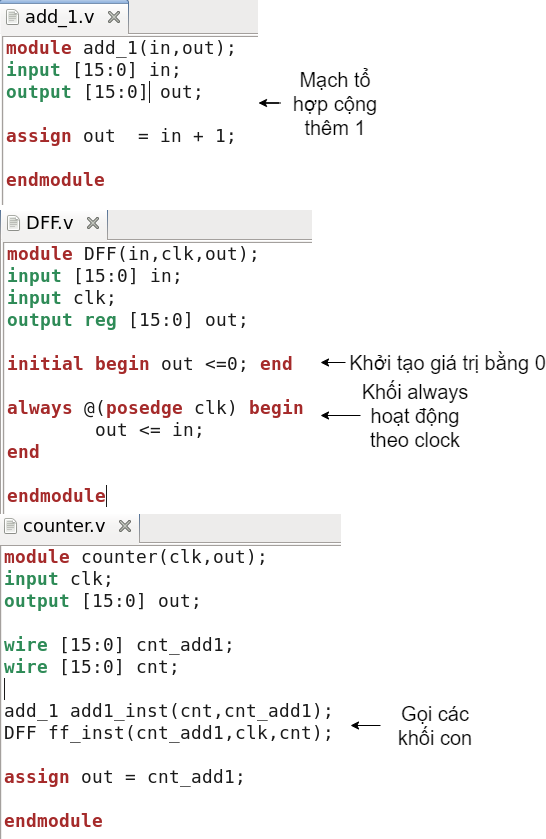 add_1.v
module add_1(in,out);
input [15:0] in;
output [15:0] out;
assign out  = in + 1;
endmodule
Mạch tổ
hợp cộng
thêm 1
DFF.v
module DFF(in,clk,out);
input [15:0] in;
input clk;
output reg [15:0] out;
initial begin out <=0; end
Khởi tạo giá trị bằng 0
always @(posedge clk) begin
        out <= in;
end
endmodule
Khối always
hoạt động
theo clock
counter.v
module counter(clk,out);
input clk;
output [15:0] out;
wire [15:0] cnt_add1;
wire [15:0] cnt;
add_1 add1_inst(cnt,cnt_add1);
DFF ff_inst(cnt_add1,clk,cnt);
Gọi các
khối con
assign out = cnt_add1;
endmodule